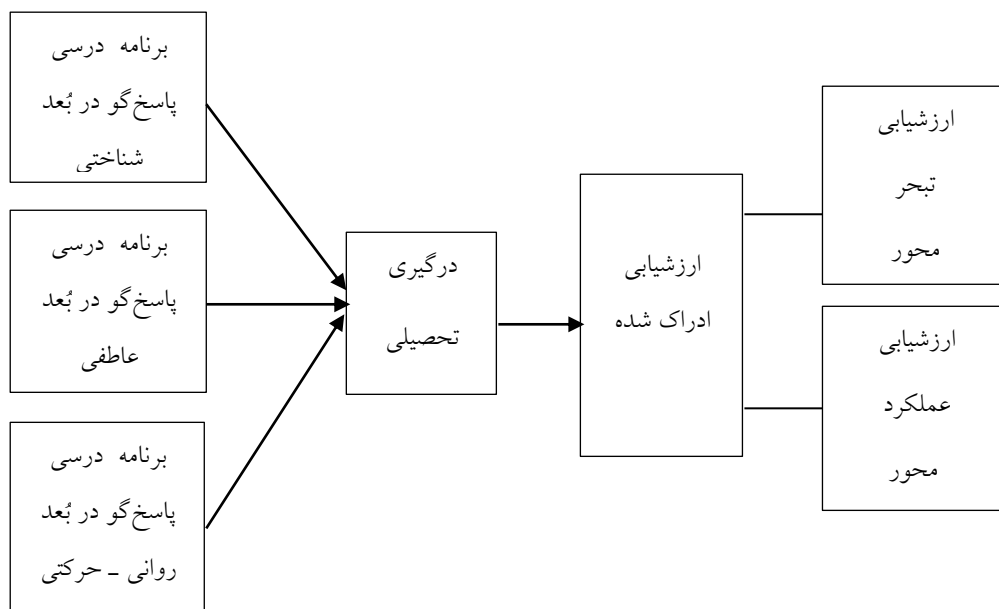 برنامه درسی
پاسخ‌گو در بُعد
شناختی
برنامه درسی
پاسخ‌گو در بُعد
عاطفی
برنامه درسی
پاسخ‌گو در بُعد
روانی ـ حرکتی
درگیری
تحصیلی
ارزشیابی
ادراک شده
ارزشیابی
تبحر
محور
ارزشیابی
عملکرد
محور